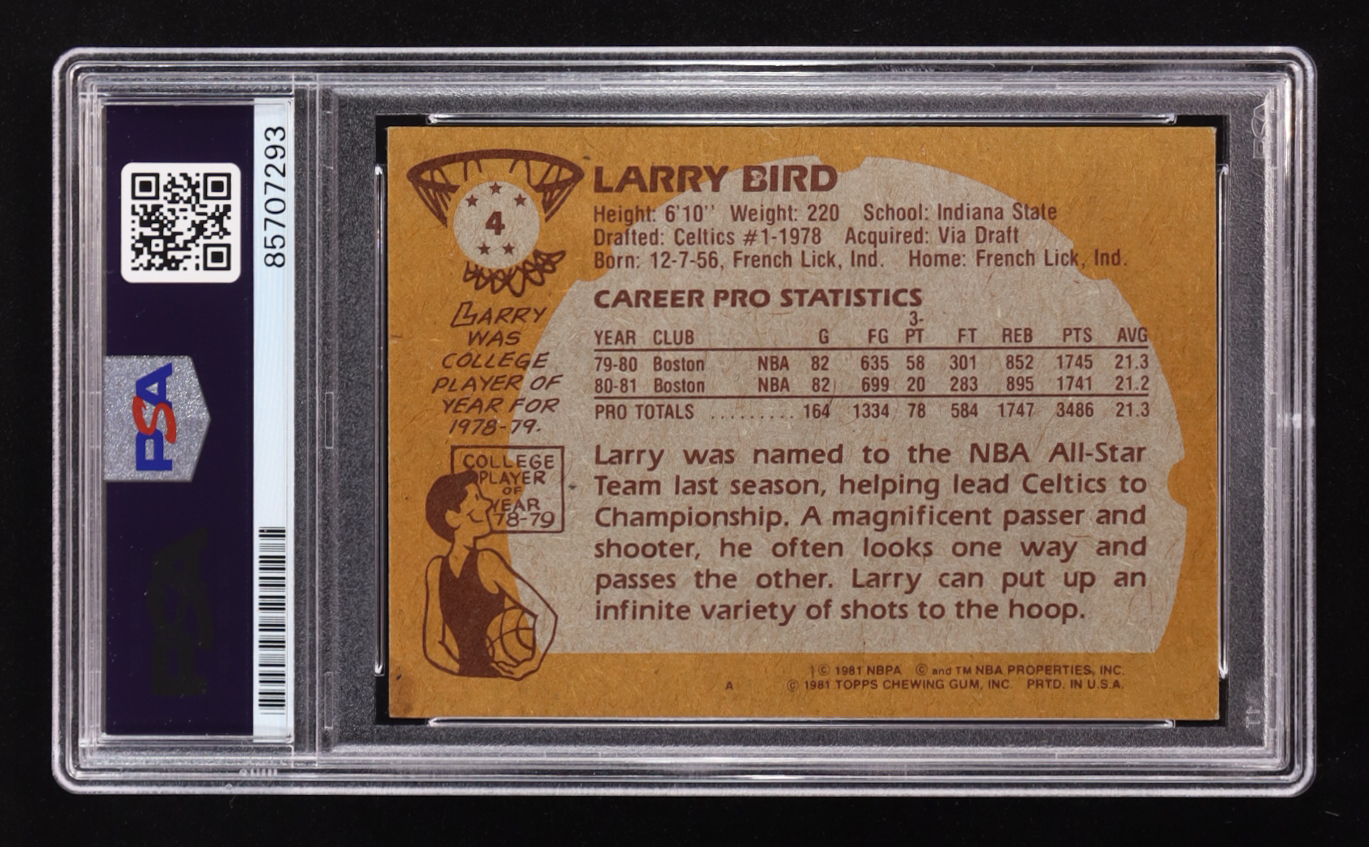 PSA
85707293
4
LARRY BIRD
Height: 6'10'' Weight: 220 School: Indiana State
Drafted: Celtics #1-1978 Acquired: Via Draft
Born: 12-7-56, French Lick, Ind. Home: French Lick, Ind.
CAREER PRO STATISTICS
YEAR CLUB G FG 3-PT FT REB PTS AVG
79-80 Boston NBA 82 635 58 301 852 1745 21.3
80-81 Boston NBA 82 699 20 283 895 1741 21.2
PRO TOTALS ......... 164 1334 78 584 1747 3486 21.3
LARRY
WAS
COLLEGE
PLAYER OF
YEAR FOR
1978-79.
COLLEGE
PLAYER
OF
YEAR
78-79
Larry was named to the NBA All-Star
Team last season, helping lead Celtics to
Championship. A magnificent passer and
shooter, he often looks one way and
passes the other. Larry can put up an
infinite variety of shots to the hoop.
© 1981 NBPA © and TM NBA PROPERTIES, INC.
A © 1981 TOPPS CHEWING GUM, INC. PRTD. IN U.S.A.
PSA